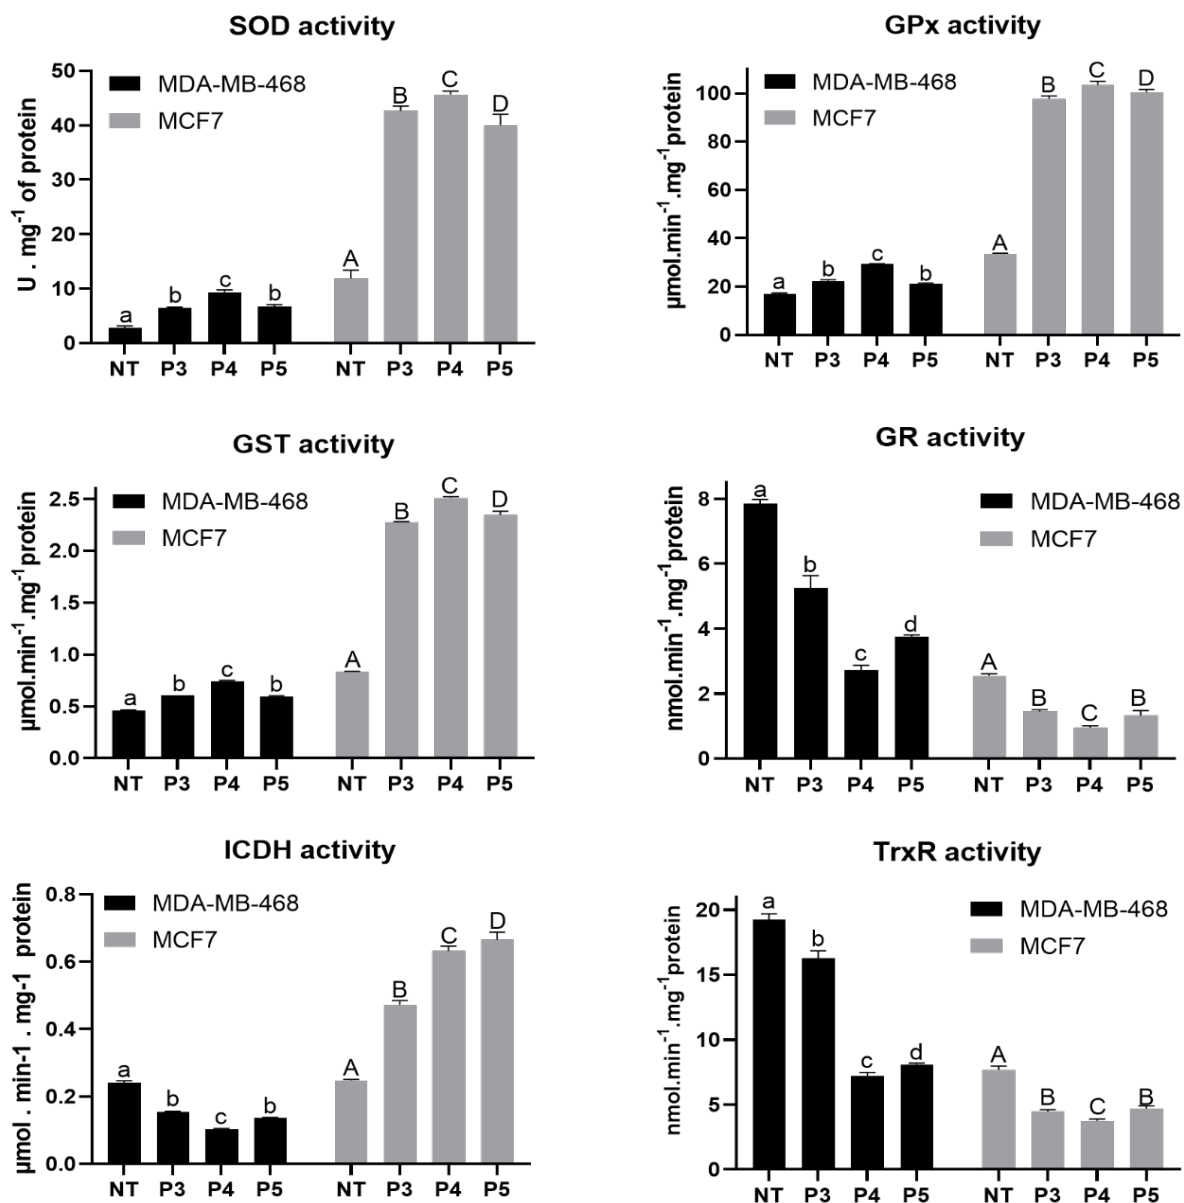 SOD activity
U . mg⁻¹ of protein
50
40
30
20
10
0
MDA-MB-468
MCF7
a
b
c
b
A
B
C
D
NT P3 P4 P5 NT P3 P4 P5
GPx activity
µmol.min⁻¹.mg⁻¹protein
100
80
60
40
20
0
MDA-MB-468
MCF7
a
b
c
b
A
B
C
D
NT P3 P4 P5 NT P3 P4 P5
GST activity
µmol.min⁻¹.mg⁻¹protein
2.5
2.0
1.5
1.0
0.5
0.0
MDA-MB-468
MCF7
a
b
c
b
A
B
C
D
NT P3 P4 P5 NT P3 P4 P5
GR activity
nmol.min⁻¹.mg⁻¹protein
8
6
4
2
0
MDA-MB-468
MCF7
a
b
c
d
A
B
C
B
NT P3 P4 P5 NT P3 P4 P5
ICDH activity
µmol . min-1 . mg-1 protein
0.8
0.6
0.4
0.2
0.0
MDA-MB-468
MCF7
a
b
c
b
A
B
C
D
NT P3 P4 P5 NT P3 P4 P5
TrxR activity
nmol.min⁻¹.mg⁻¹protein
20
15
10
5
0
MDA-MB-468
MCF7
a
b
c
d
A
B
C
B
NT P3 P4 P5 NT P3 P4 P5